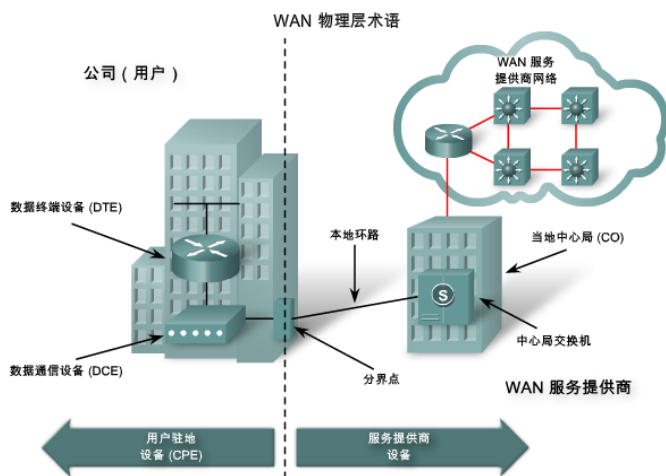 WAN 物理层术语
公司（用户）
WAN 服务
提供商网络
数据终端设备 (DTE)
本地环路
当地中心局 (CO)
S
中心局交换机
数据通信设备 (DCE)
分界点
WAN 服务提供商
用户驻地
设备 (CPE)
服务提供商
设备